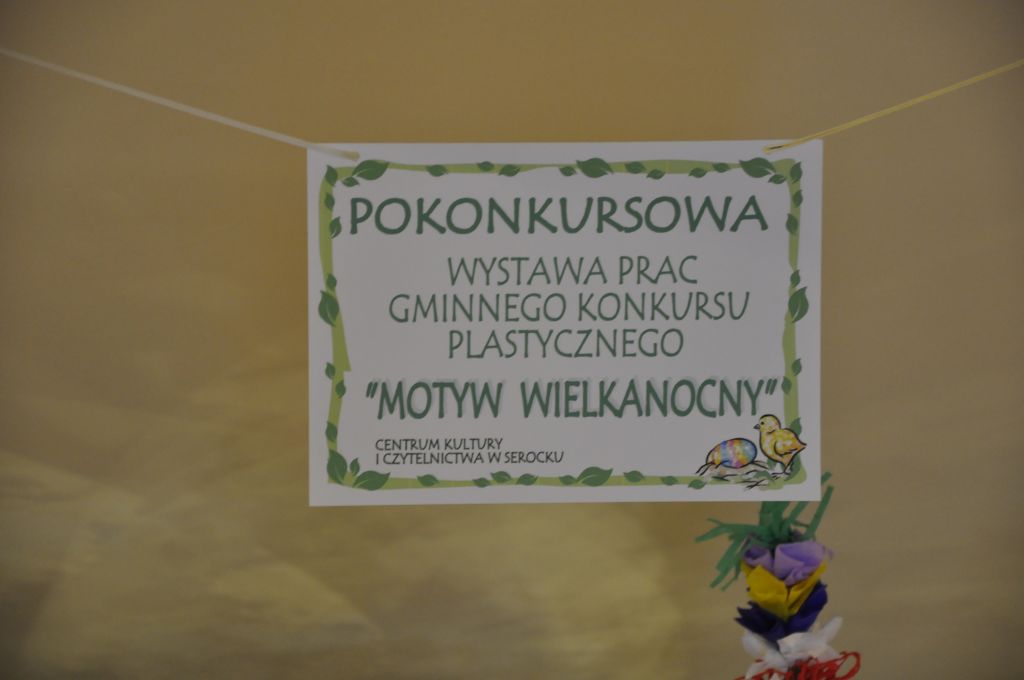 POKONKURSOWA
WYSTAWA PRAC
GMINNEGO KONKURSU
PLASTYCZNEGO
"MOTYW WIELKANOCNY"
CENTRUM KULTURY
I CZYTELNICTWA W SEROCKU